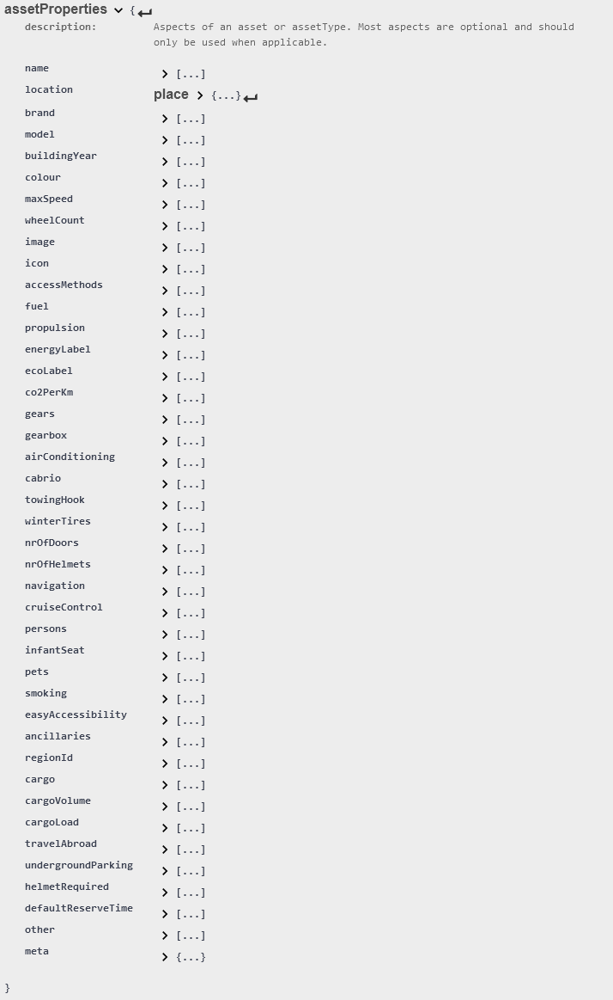 assetProperties {
description: Aspects of an asset or assetType. Most aspects are optional and should
only be used when applicable.
name > [...]
location place > {...}
brand > [...]
model > [...]
buildingYear > [...]
colour > [...]
maxSpeed > [...]
wheelCount > [...]
image > [...]
icon > [...]
accessMethods > [...]
fuel > [...]
propulsion > [...]
energyLabel > [...]
ecoLabel > [...]
co2PerKm > [...]
gears > [...]
gearbox > [...]
airConditioning > [...]
cabrio > [...]
towingHook > [...]
winterTires > [...]
nrOfDoors > [...]
nrOfHelmets > [...]
navigation > [...]
cruiseControl > [...]
persons > [...]
infantSeat > [...]
pets > [...]
smoking > [...]
easyAccessibility > [...]
ancillaries > [...]
regionId > [...]
cargo > [...]
cargoVolume > [...]
cargoLoad > [...]
travelAbroad > [...]
undergroundParking > [...]
helmetRequired > [...]
defaultReserveTime > [...]
other > [...]
meta > {...}
}